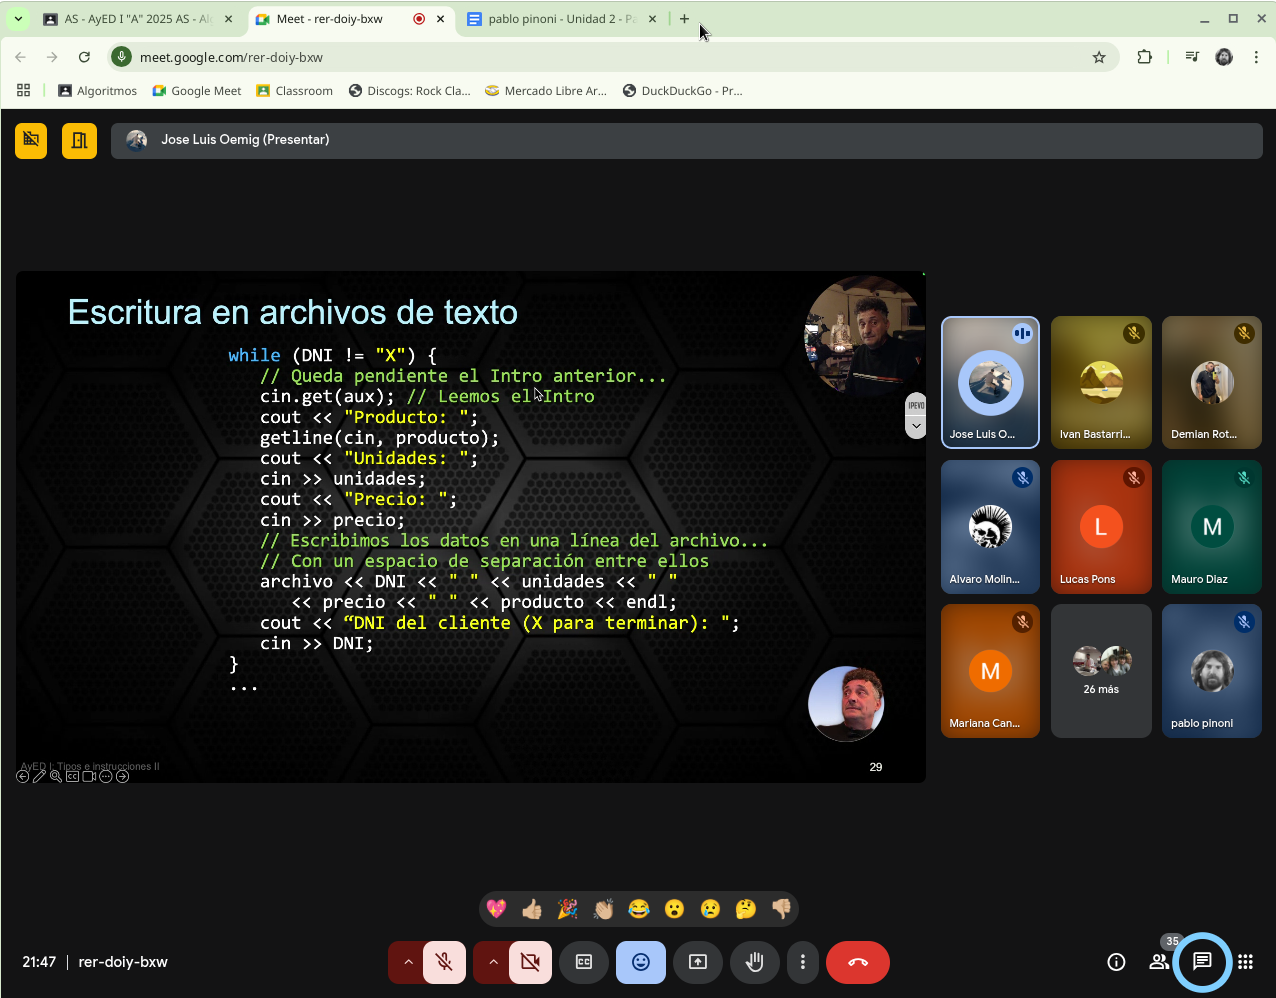 AS - AyED I "A" 2025 AS - Al
Meet - rer-doiy-bxw
pablo pinoni - Unidad 2 - P
meet.google.com/rer-doiy-bxw
Algoritmos
Google Meet
Classroom
Discogs: Rock Cla...
Mercado Libre Ar...
DuckDuckGo - Pr...
Jose Luis Oemig (Presentar)
Escritura en archivos de texto
while (DNI != "X") {
// Queda pendiente el Intro anterior...
cin.get(aux); // Leemos el Intro
cout << "Producto: ";
getline(cin, producto);
cout << "Unidades: ";
cin >> unidades;
cout << "Precio: ";
cin >> precio;
// Escribimos los datos en una línea del archivo...
// Con un espacio de separación entre ellos
archivo << DNI << " " << unidades << " "
<< precio << " " << producto << endl;
cout << “DNI del cliente (X para terminar): ";
cin >> DNI;
}
...
AyED I: Tipos e instrucciones II
29
IPEVO
Jose Luis O...
Ivan Bastarri...
Demian Rot...
Alvaro Molin...
L
Lucas Pons
M
Mauro Diaz
M
Mariana Can...
26 más
pablo pinoni
21:47 | rer-doiy-bxw
35